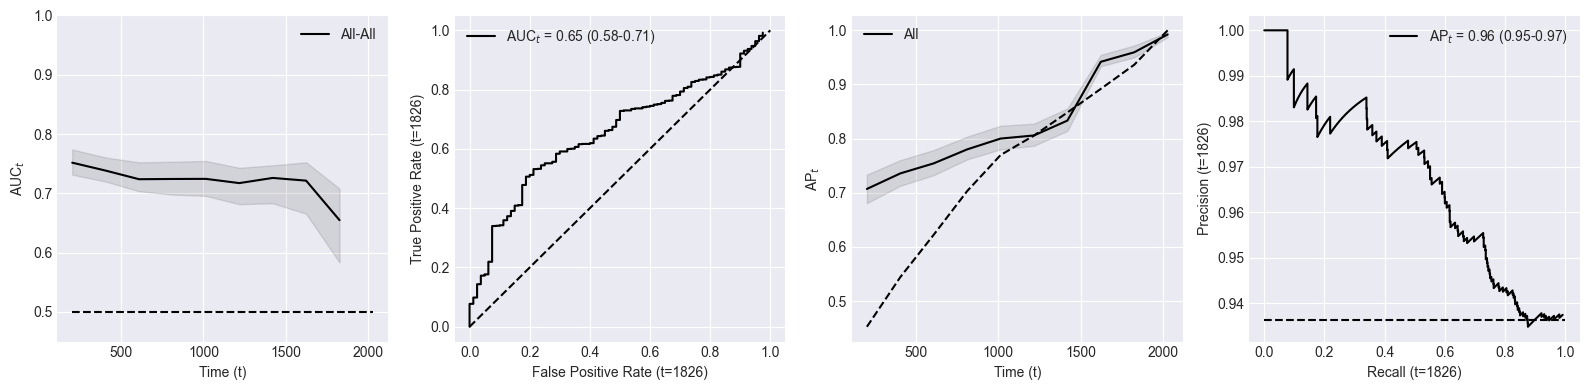 1.0
0.9
0.8
0.7
0.6
0.5
AUC_t
All-All
500 1000 1500 2000
Time (t)
1.0
0.8
0.6
0.4
0.2
0.0
True Positive Rate (t=1826)
AUC_t = 0.65 (0.58-0.71)
0.0 0.2 0.4 0.6 0.8 1.0
False Positive Rate (t=1826)
1.0
0.9
0.8
0.7
0.6
0.5
AP_t
All
500 1000 1500 2000
Time (t)
1.00
0.99
0.98
0.97
0.96
0.95
0.94
Precision (t=1826)
AP_t = 0.96 (0.95-0.97)
0.0 0.2 0.4 0.6 0.8 1.0
Recall (t=1826)